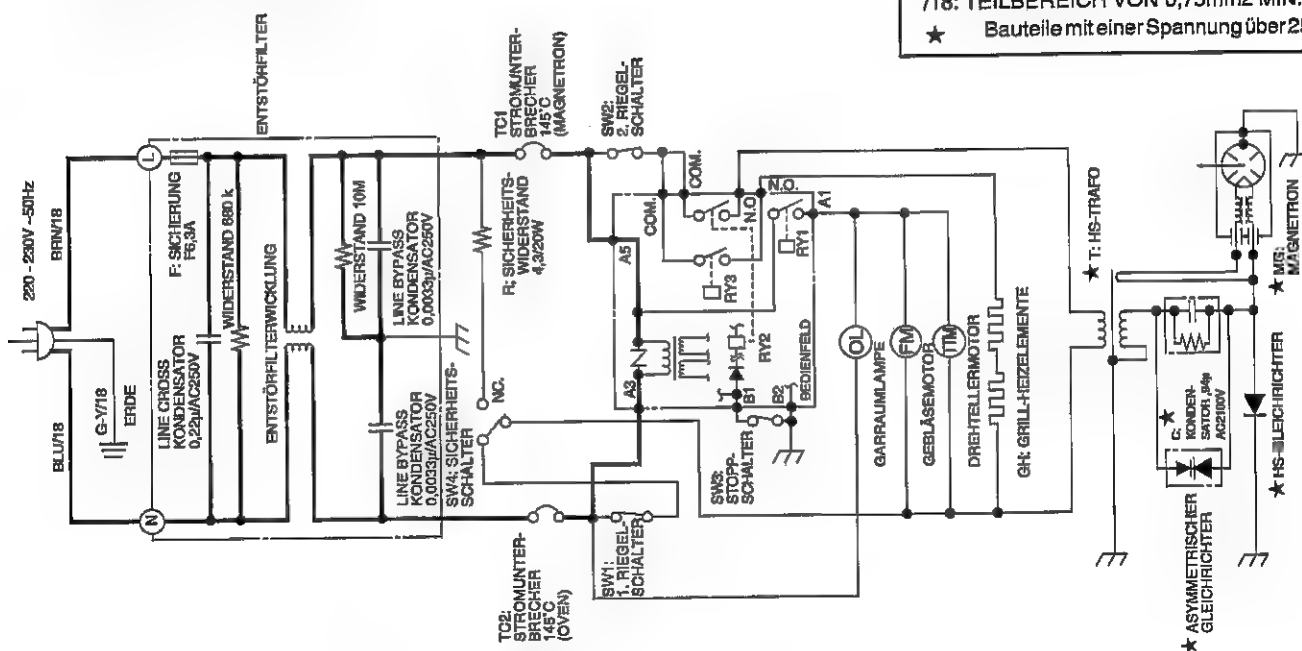 /18: TEILBEREICH VON 0,75mm2 MIN.
★ Bauteile mit einer Spannung über 25
220 - 230V ~50Hz
BRN/18
BLU/18
G-Y/18
ERDE
ENTSTÖRFILTER
L
N
F: SICHERUNG
F6,3A
LINE CROSS
KONDENSATOR
0,22µ/AC250V
WIDERSTAND 680 k
ENTSTÖRFILTERWICKLUNG
WIDERSTAND 10M
LINE BYPASS
KONDENSATOR
0,0033µ/AC250V
LINE BYPASS
KONDENSATOR
0,0033µ/AC250V
SW4: SICHERHEITS-
SCHALTER
NC.
R: SICHERHEITS-
WIDERSTAND
4,3/20W
TC1
STROMUNTER-
BRECHER
145°C
(MAGNETRON)
TC2:
STROMUNTER-
BRECHER
145°C
(OVEN)
SW2:
2. RIEGEL-
SCHALTER
SW1:
1. RIEGEL-
SCHALTER
COM.
COM.
N.O.
N.O
A5
A1
A3
RY3
RY1
RY2
B1
B2
BEDIENFELD
SW3:
STOPP-
SCHALTER
OL
GARRAUMLAMPE
FM
GEBLÄSEMOTOR
TTM
DREHTELLERMOTOR
GH: GRILL-HEIZELEMENTE
★ T: HS-TRAFO
★ MG:
MAGNETRON
★
C:
KONDEN-
SATOR ,94µ
AC2100V
★ ASYMMETRISCHER
GLEICHRICHTER
★ HS-GLEICHRICHTER